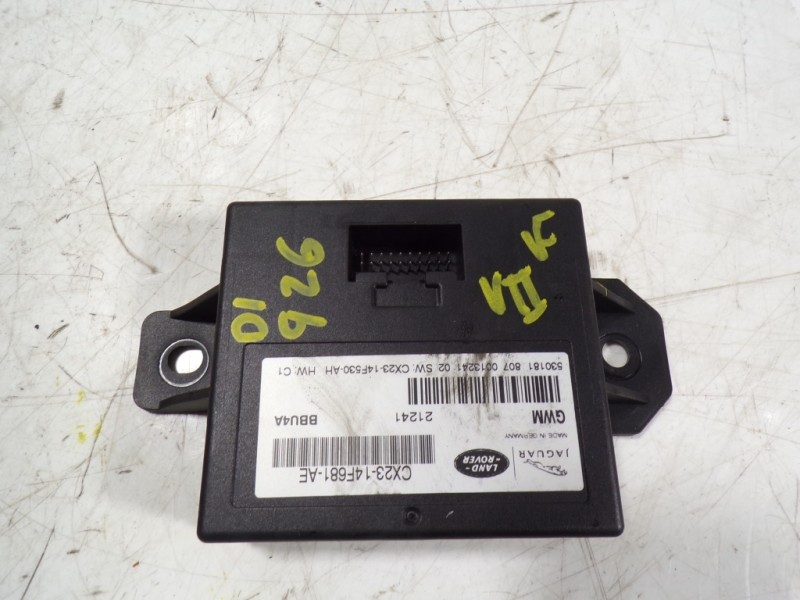 01
926
VII K
CX23-14F681-AE
JAGUAR
LAND-
-ROVER
MADE IN GERMANY
GWM
21241
BBU4A
530181 807 0013241 02 SW: CX23-14F530-AH HW: C1